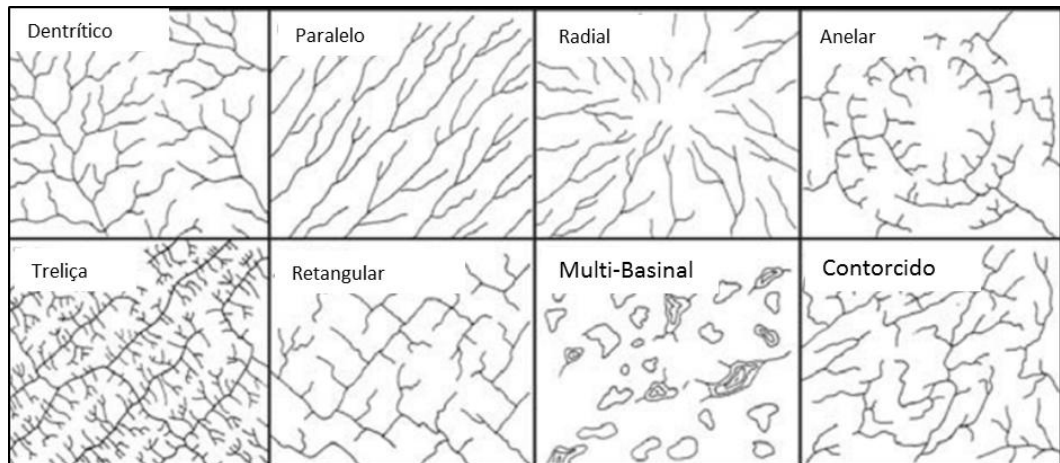 Dentrítico
Paralelo
Radial
Anelar
Treliça
Retangular
Multi-Basinal
Contorcido